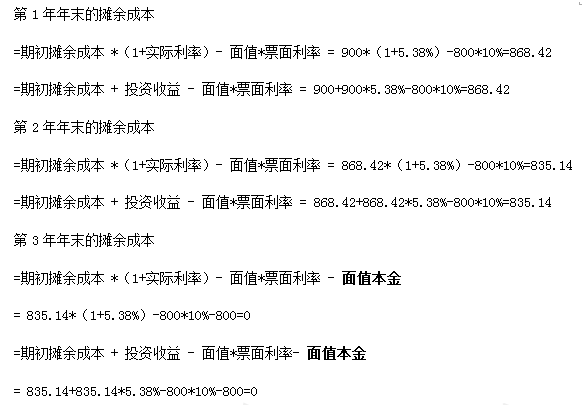 第 1 年年末的摊余成本
=期初摊余成本 *（1+实际利率）- 面值*票面利率 = 900*（1+5.38%）-800*10%=868.42
=期初摊余成本 + 投资收益 - 面值*票面利率 = 900+900*5.38%-800*10%=868.42
第 2 年年末的摊余成本
=期初摊余成本 *（1+实际利率）- 面值*票面利率 = 868.42*（1+5.38%）-800*10%=835.14
=期初摊余成本 + 投资收益 - 面值*票面利率 = 868.42+868.42*5.38%-800*10%=835.14
第 3 年年末的摊余成本
=期初摊余成本 *（1+实际利率）- 面值*票面利率 - 面值本金
= 835.14*（1+5.38%）-800*10%-800=0
=期初摊余成本 + 投资收益 - 面值*票面利率- 面值本金
= 835.14+835.14*5.38%-800*10%-800=0